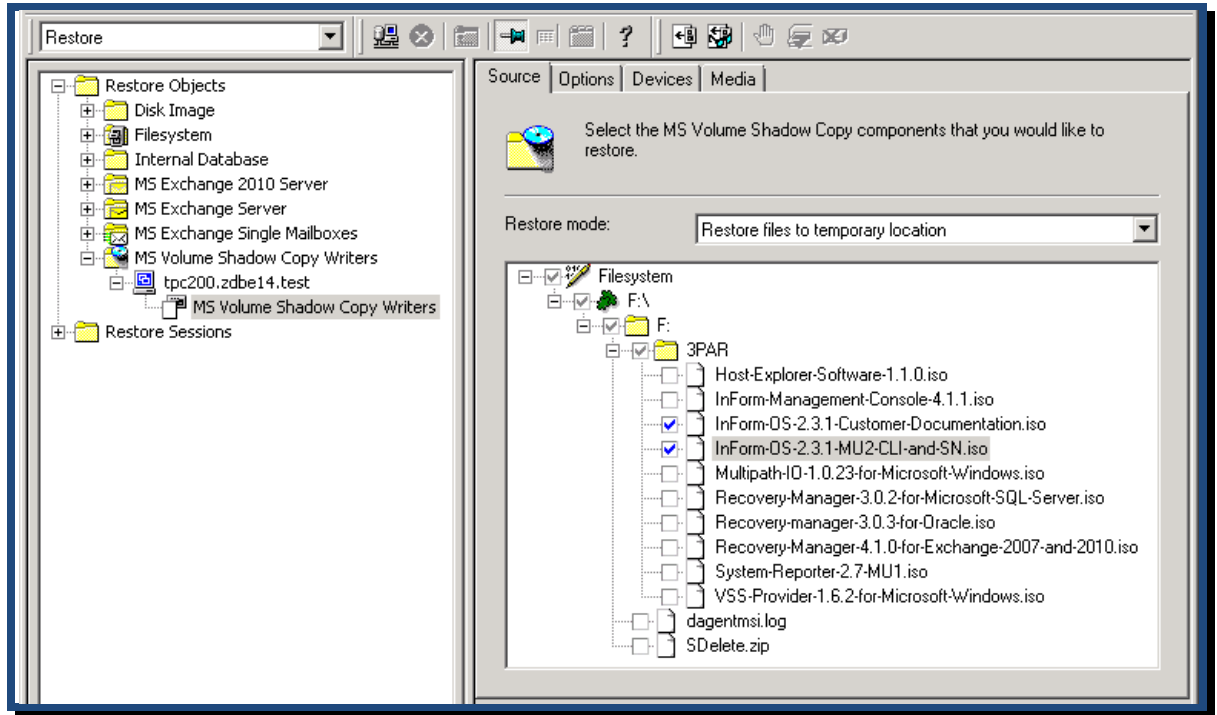 Restore
Restore Objects
Disk Image
Filesystem
Internal Database
MS Exchange 2010 Server
MS Exchange Server
MS Exchange Single Mailboxes
MS Volume Shadow Copy Writers
tpc200.zdbe14.test
MS Volume Shadow Copy Writers
Restore Sessions
Source Options Devices Media
Select the MS Volume Shadow Copy components that you would like to
restore.
Restore mode: Restore files to temporary location
Filesystem
F:\
F:
3PAR
Host-Explorer-Software-1.1.0.iso
InForm-Management-Console-4.1.1.iso
InForm-OS-2.3.1-Customer-Documentation.iso
InForm-OS-2.3.1-MU2-CLI-and-SN.iso
Multipath-IO-1.0.23-for-Microsoft-Windows.iso
Recovery-Manager-3.0.2-for-Microsoft-SQL-Server.iso
Recovery-manager-3.0.3-for-Oracle.iso
Recovery-Manager-4.1.0-for-Exchange-2007-and-2010.iso
System-Reporter-2.7-MU1.iso
VSS-Provider-1.6.2-for-Microsoft-Windows.iso
dagentmsi.log
SDelete.zip